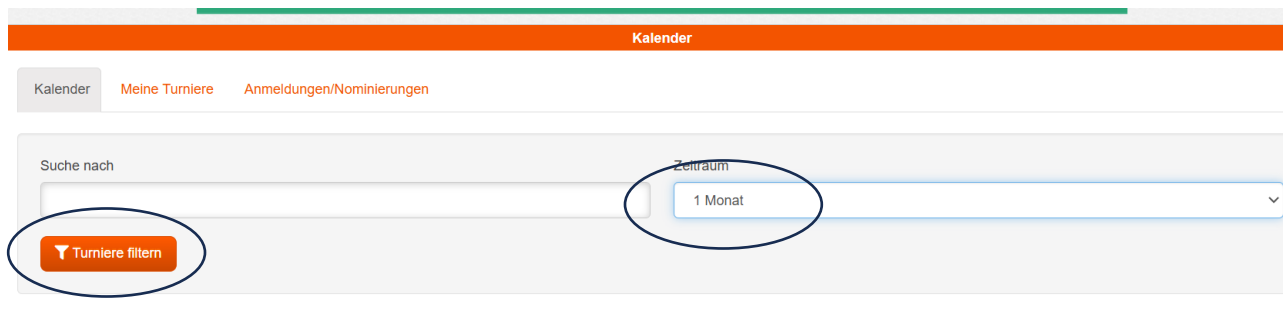 Kalender
Kalender Meine Turniere Anmeldungen/Nominierungen
Suche nach Zeitraum
1 Monat
Turniere filtern